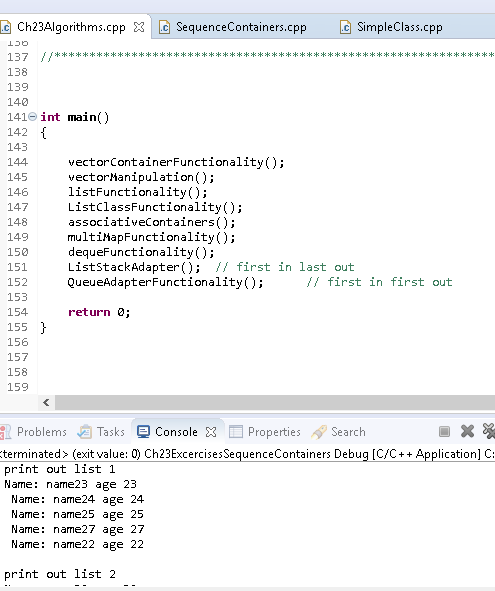 Ch23Algorithms.cpp SequenceContainers.cpp SimpleClass.cpp
136
137 //*******************************************************************
138
139
140
141 int main()
142 {
143
144 vectorContainerFunctionality();
145 vectorManipulation();
146 listFunctionality();
147 ListClassFunctionality();
148 associativeContainers();
149 multiMapFunctionality();
150 dequeFunctionality();
151 ListStackAdapter(); // first in last out
152 QueueAdapterFunctionality(); // first in first out
153
154 return 0;
155 }
156
157
158
159
Problems Tasks Console Properties Search
<terminated> (exit value: 0) Ch23ExcercisesSequenceContainers Debug [C/C++ Application] C:
print out list 1
Name: name23 age 23
Name: name24 age 24
Name: name25 age 25
Name: name27 age 27
Name: name22 age 22
print out list 2